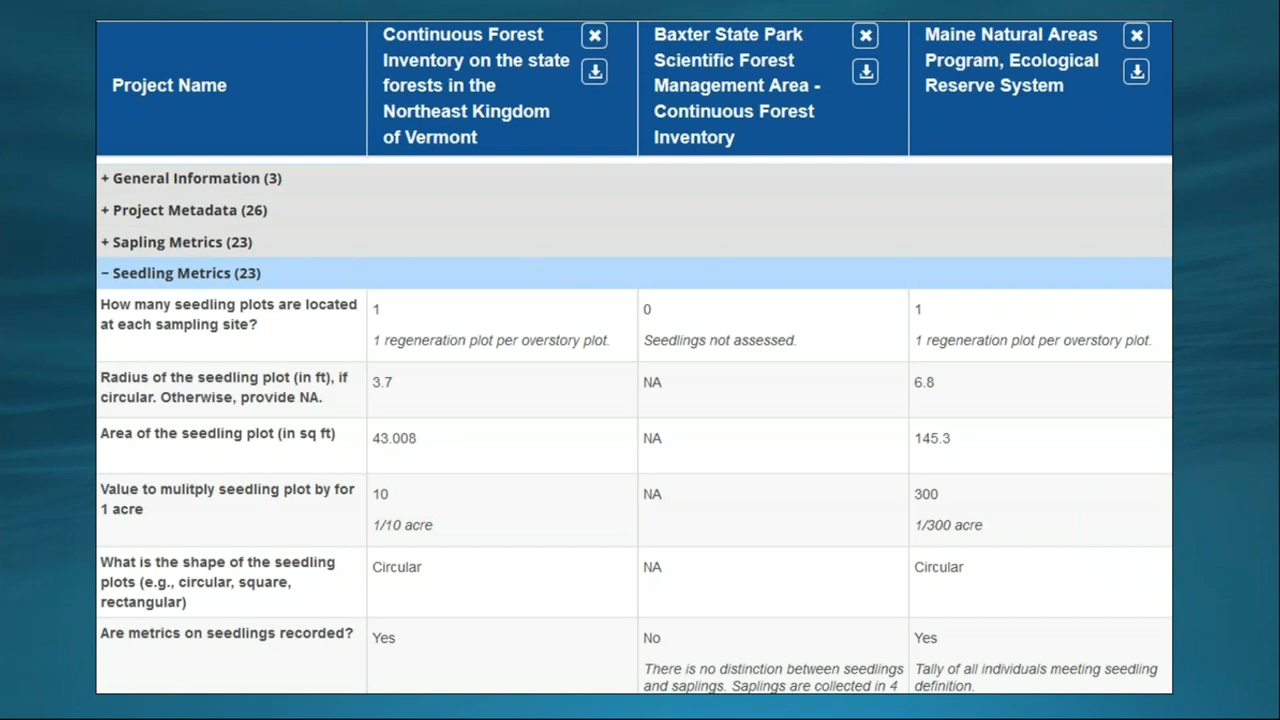 Project Name
Continuous Forest
Inventory on the state
forests in the
Northeast Kingdom
of Vermont
Baxter State Park
Scientific Forest
Management Area -
Continuous Forest
Inventory
Maine Natural Areas
Program, Ecological
Reserve System
+ General Information (3)
+ Project Metadata (26)
+ Sapling Metrics (23)
− Seedling Metrics (23)
How many seedling plots are located
at each sampling site?
1
1 regeneration plot per overstory plot.
0
Seedlings not assessed.
1
1 regeneration plot per overstory plot.
Radius of the seedling plot (in ft), if
circular. Otherwise, provide NA.
3.7
NA
6.8
Area of the seedling plot (in sq ft)
43.008
NA
145.3
Value to mulitply seedling plot by for
1 acre
10
1/10 acre
NA
300
1/300 acre
What is the shape of the seedling
plots (e.g., circular, square,
rectangular)
Circular
NA
Circular
Are metrics on seedlings recorded?
Yes
No
There is no distinction between seedlings
and saplings. Saplings are collected in 4
Yes
Tally of all individuals meeting seedling
definition.